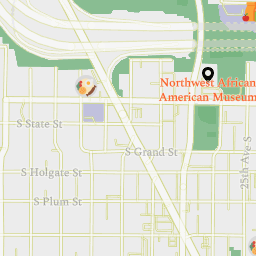 Northwest African
American Museum
S State St
S Grand St
S Holgate St
25th Ave S
S Plum St